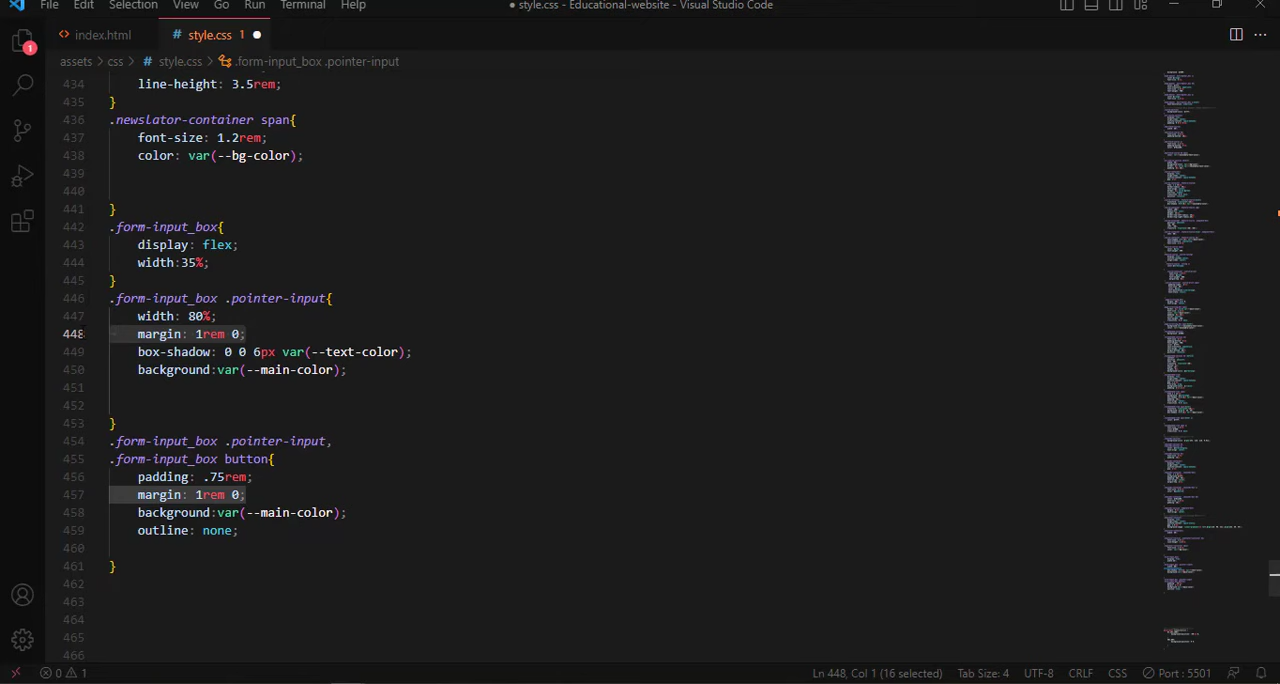 File Edit Selection View Go Run Terminal Help
● style.css - Educational-website - Visual Studio Code
1
<> index.html
# style.css 1 ●
assets > css > # style.css > .form-input_box .pointer-input
434 line-height: 3.5rem;
435 }
436 .newslator-container span{
437 font-size: 1.2rem;
438 color: var(--bg-color);
439
440
441 }
442 .form-input_box{
443 display: flex;
444 width:35%;
445 }
446 .form-input_box .pointer-input{
447 width: 80%;
448 margin: 1rem 0;
449 box-shadow: 0 0 6px var(--text-color);
450 background:var(--main-color);
451
452
453 }
454 .form-input_box .pointer-input,
455 .form-input_box button{
456 padding: .75rem;
457 margin: 1rem 0;
458 background:var(--main-color);
459 outline: none;
460
461 }
462
463
464
465
466
0 1 Ln 448, Col 1 (16 selected) Tab Size: 4 UTF-8 CRLF CSS Port : 5501